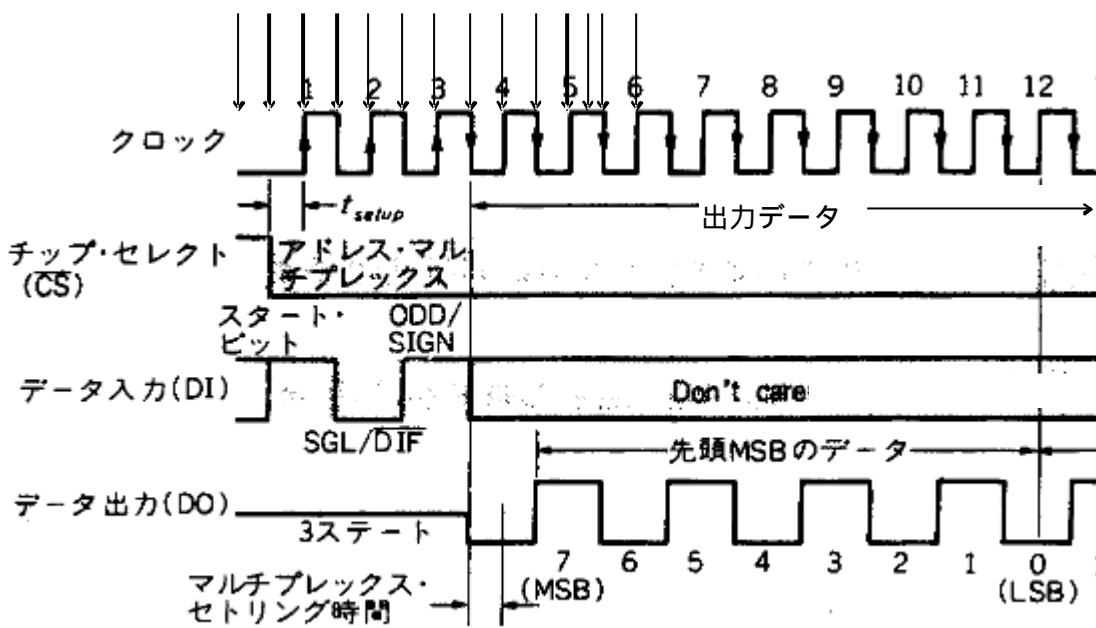 1 2 3 4 5 6 7 8 9 10 11 12
クロック
tsetup
出力データ
チップ・セレクト
(C̅S̅)
アドレス・マル
チプレックス
スタート・
ビット
ODD/
SIGN
データ入力(DI)
Don't care
SGL/D̅I̅F̅
先頭MSBのデータ
データ出力(DO)
3ステート
7 6 5 4 3 2 1 0
(MSB)
(LSB)
マルチプレックス・
セトリング時間